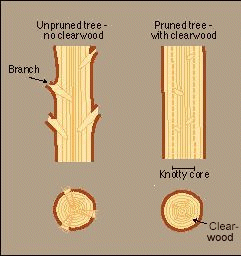 Unpruned tree -
no clearwood
Pruned tree -
with clearwood
Branch
Knotty core
Clear-
wood